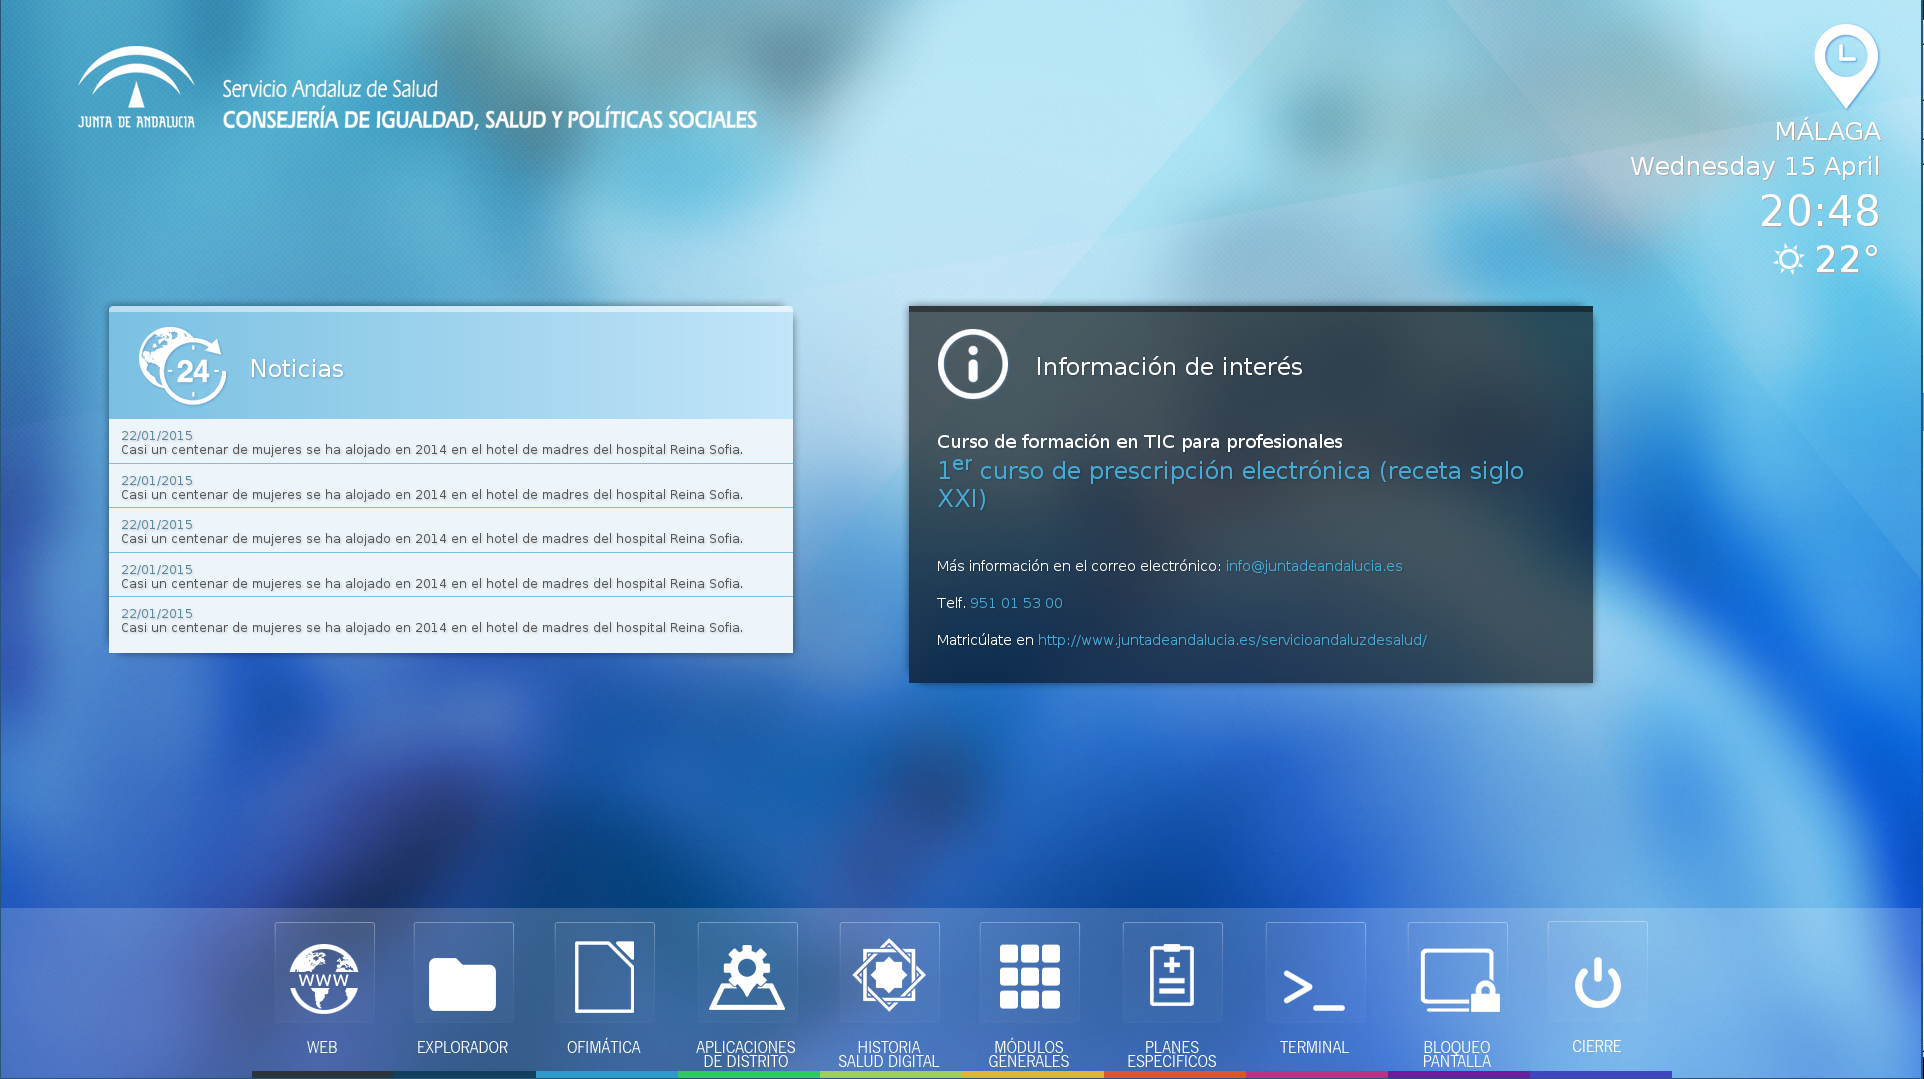 Servicio Andaluz de Salud
JUNTA DE ANDALUCIA
CONSEJERÍA DE IGUALDAD, SALUD Y POLÍTICAS SOCIALES
MÁLAGA
Wednesday 15 April
20:48
22°
24
Noticias
22/01/2015
Casi un centenar de mujeres se ha alojado en 2014 en el hotel de madres del hospital Reina Sofia.
22/01/2015
Casi un centenar de mujeres se ha alojado en 2014 en el hotel de madres del hospital Reina Sofia.
22/01/2015
Casi un centenar de mujeres se ha alojado en 2014 en el hotel de madres del hospital Reina Sofia.
22/01/2015
Casi un centenar de mujeres se ha alojado en 2014 en el hotel de madres del hospital Reina Sofia.
22/01/2015
Casi un centenar de mujeres se ha alojado en 2014 en el hotel de madres del hospital Reina Sofia.
Información de interés
Curso de formación en TIC para profesionales
1er curso de prescripción electrónica (receta siglo
XXI)
Más información en el correo electrónico: info@juntadeandalucia.es
Telf. 951 01 53 00
Matricúlate en http://www.juntadeandalucia.es/servicioandaluzdesalud/
WWW
WEB
EXPLORADOR
OFIMÁTICA
APLICACIONES
DE DISTRITO
HISTORIA
SALUD DIGITAL
MÓDULOS
GENERALES
PLANES
ESPECÍFICOS
TERMINAL
BLOQUEO
PANTALLA
CIERRE